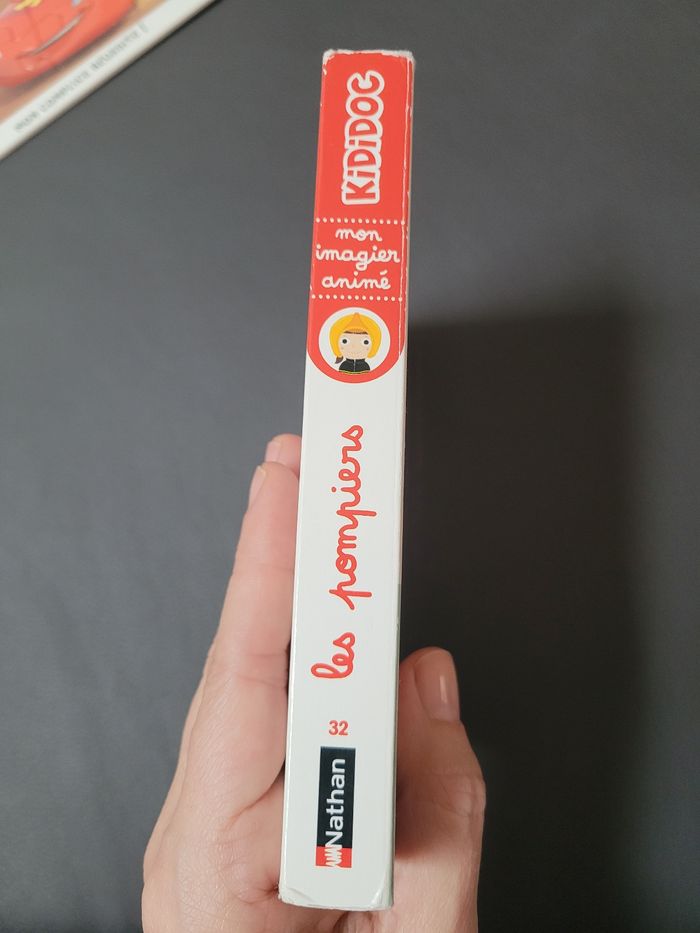 KiDiDOC
mon
imagier
animé
les pompiers
32
Nathan